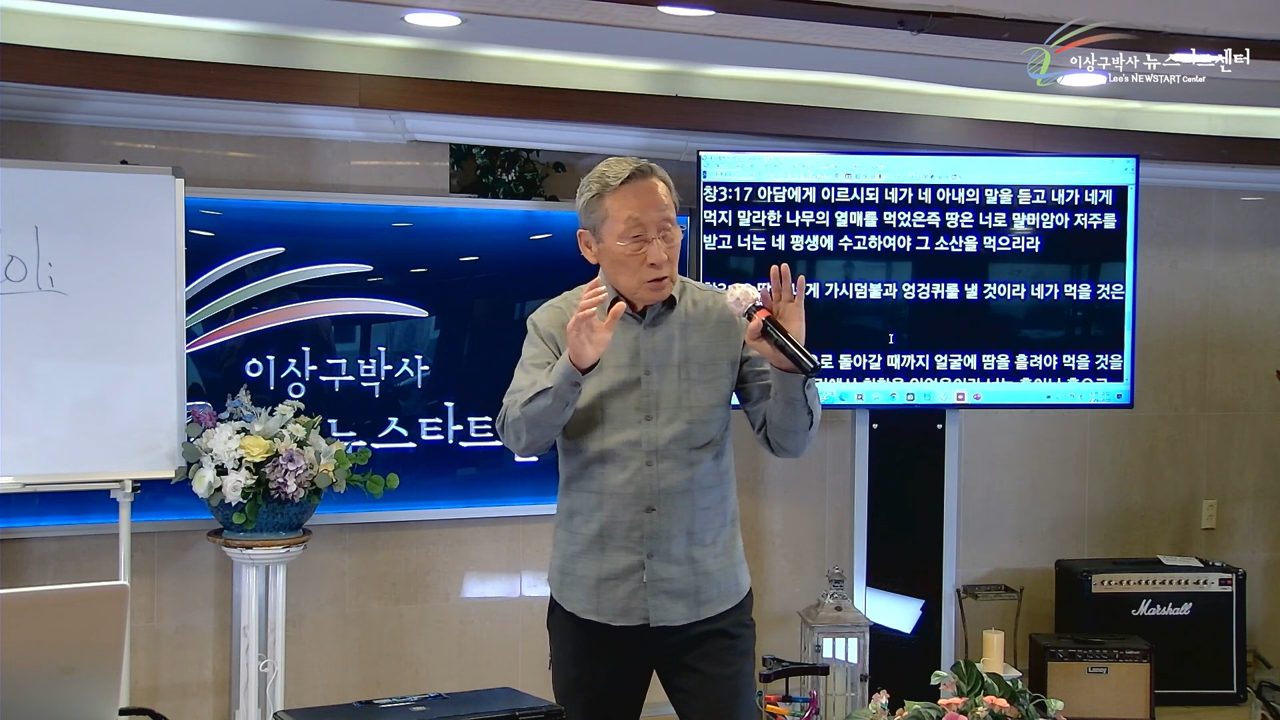 이상구박사 뉴스타트센터
Lee's NEWSTART Center
oli
이상구박사
뉴스타트
창3:17 아담에게 이르시되 네가 네 아내의 말을 듣고 내가 네게
먹지 말라한 나무의 열매를 먹었은즉 땅은 너로 말미암아 저주를
받고 너는 네 평생에 수고하여야 그 소산을 먹으리라
가시덤불과 엉겅퀴를 낼 것이라 네가 먹을 것은
돌아갈 때까지 얼굴에 땀을 흘려야 먹을 것을
Marshall
Laney